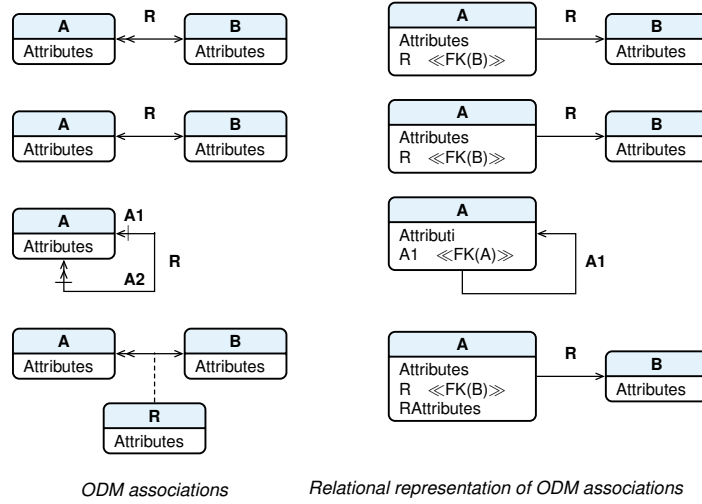 R
A
B
Attributes
Attributes
A
R
B
Attributes
R ≪FK(B)≫
Attributes
R
A
B
Attributes
Attributes
A
R
B
Attributes
R ≪FK(B)≫
Attributes
A
A1
Attributes
R
A2
A
Attributi
A1 ≪FK(A)≫
A1
A
B
Attributes
Attributes
R
Attributes
A
R
B
Attributes
R ≪FK(B)≫
RAttributes
Attributes
ODM associations
Relational representation of ODM associations